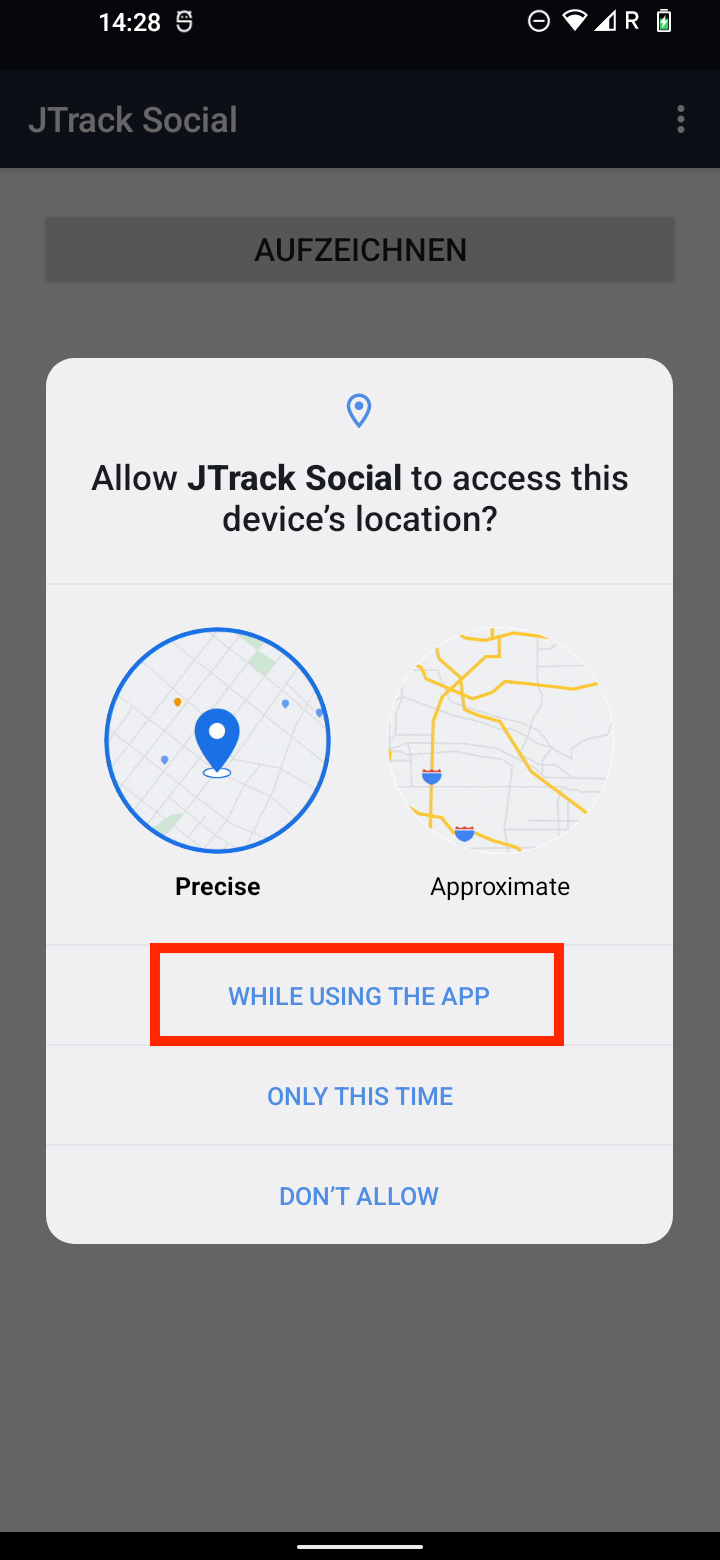 14:28
R
JTrack Social
AUFZEICHNEN
Allow JTrack Social to access this
device’s location?
Precise
Approximate
WHILE USING THE APP
ONLY THIS TIME
DON’T ALLOW